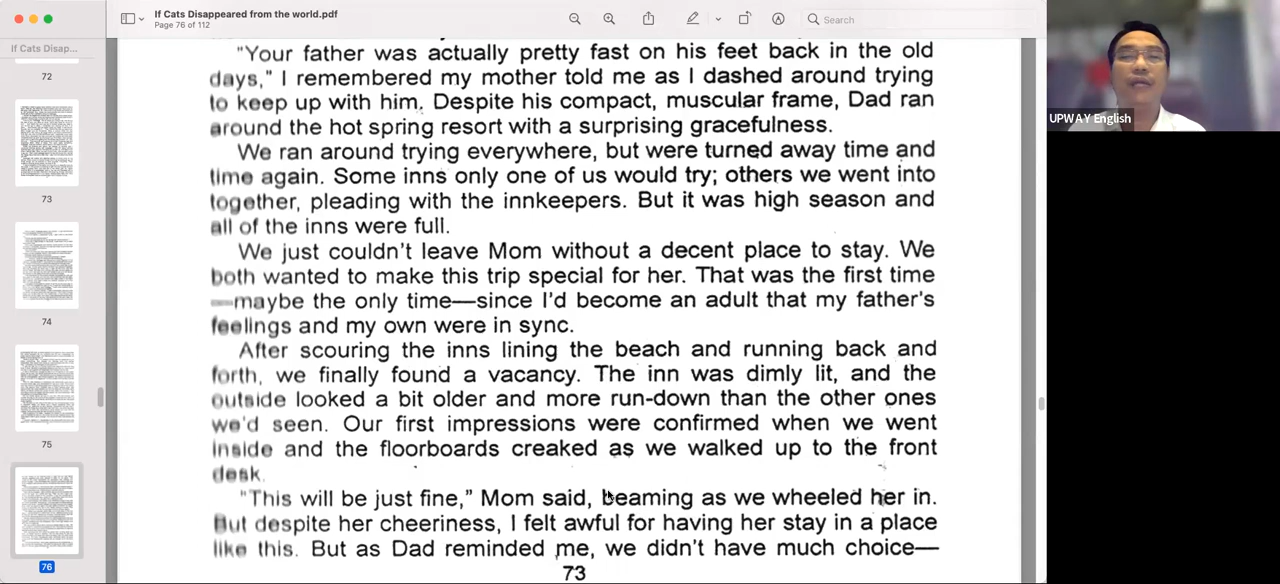 If Cats Disappeared from the world.pdf
Page 76 of 112
Search
If Cats Disap...
72
73
74
75
76
"Your father was actually pretty fast on his feet back in the old
days," I remembered my mother told me as I dashed around trying
to keep up with him. Despite his compact, muscular frame, Dad ran
around the hot spring resort with a surprising gracefulness.
We ran around trying everywhere, but were turned away time and
time again. Some inns only one of us would try; others we went into
together, pleading with the innkeepers. But it was high season and
all of the inns were full.
We just couldn't leave Mom without a decent place to stay. We
both wanted to make this trip special for her. That was the first time
—maybe the only time—since I'd become an adult that my father's
feelings and my own were in sync.
After scouring the inns lining the beach and running back and
forth, we finally found a vacancy. The inn was dimly lit, and the
outside looked a bit older and more run-down than the other ones
we'd seen. Our first impressions were confirmed when we went
inside and the floorboards creaked as we walked up to the front
desk.
"This will be just fine," Mom said, beaming as we wheeled her in.
But despite her cheeriness, I felt awful for having her stay in a place
like this. But as Dad reminded me, we didn't have much choice—
73
UPWAY English